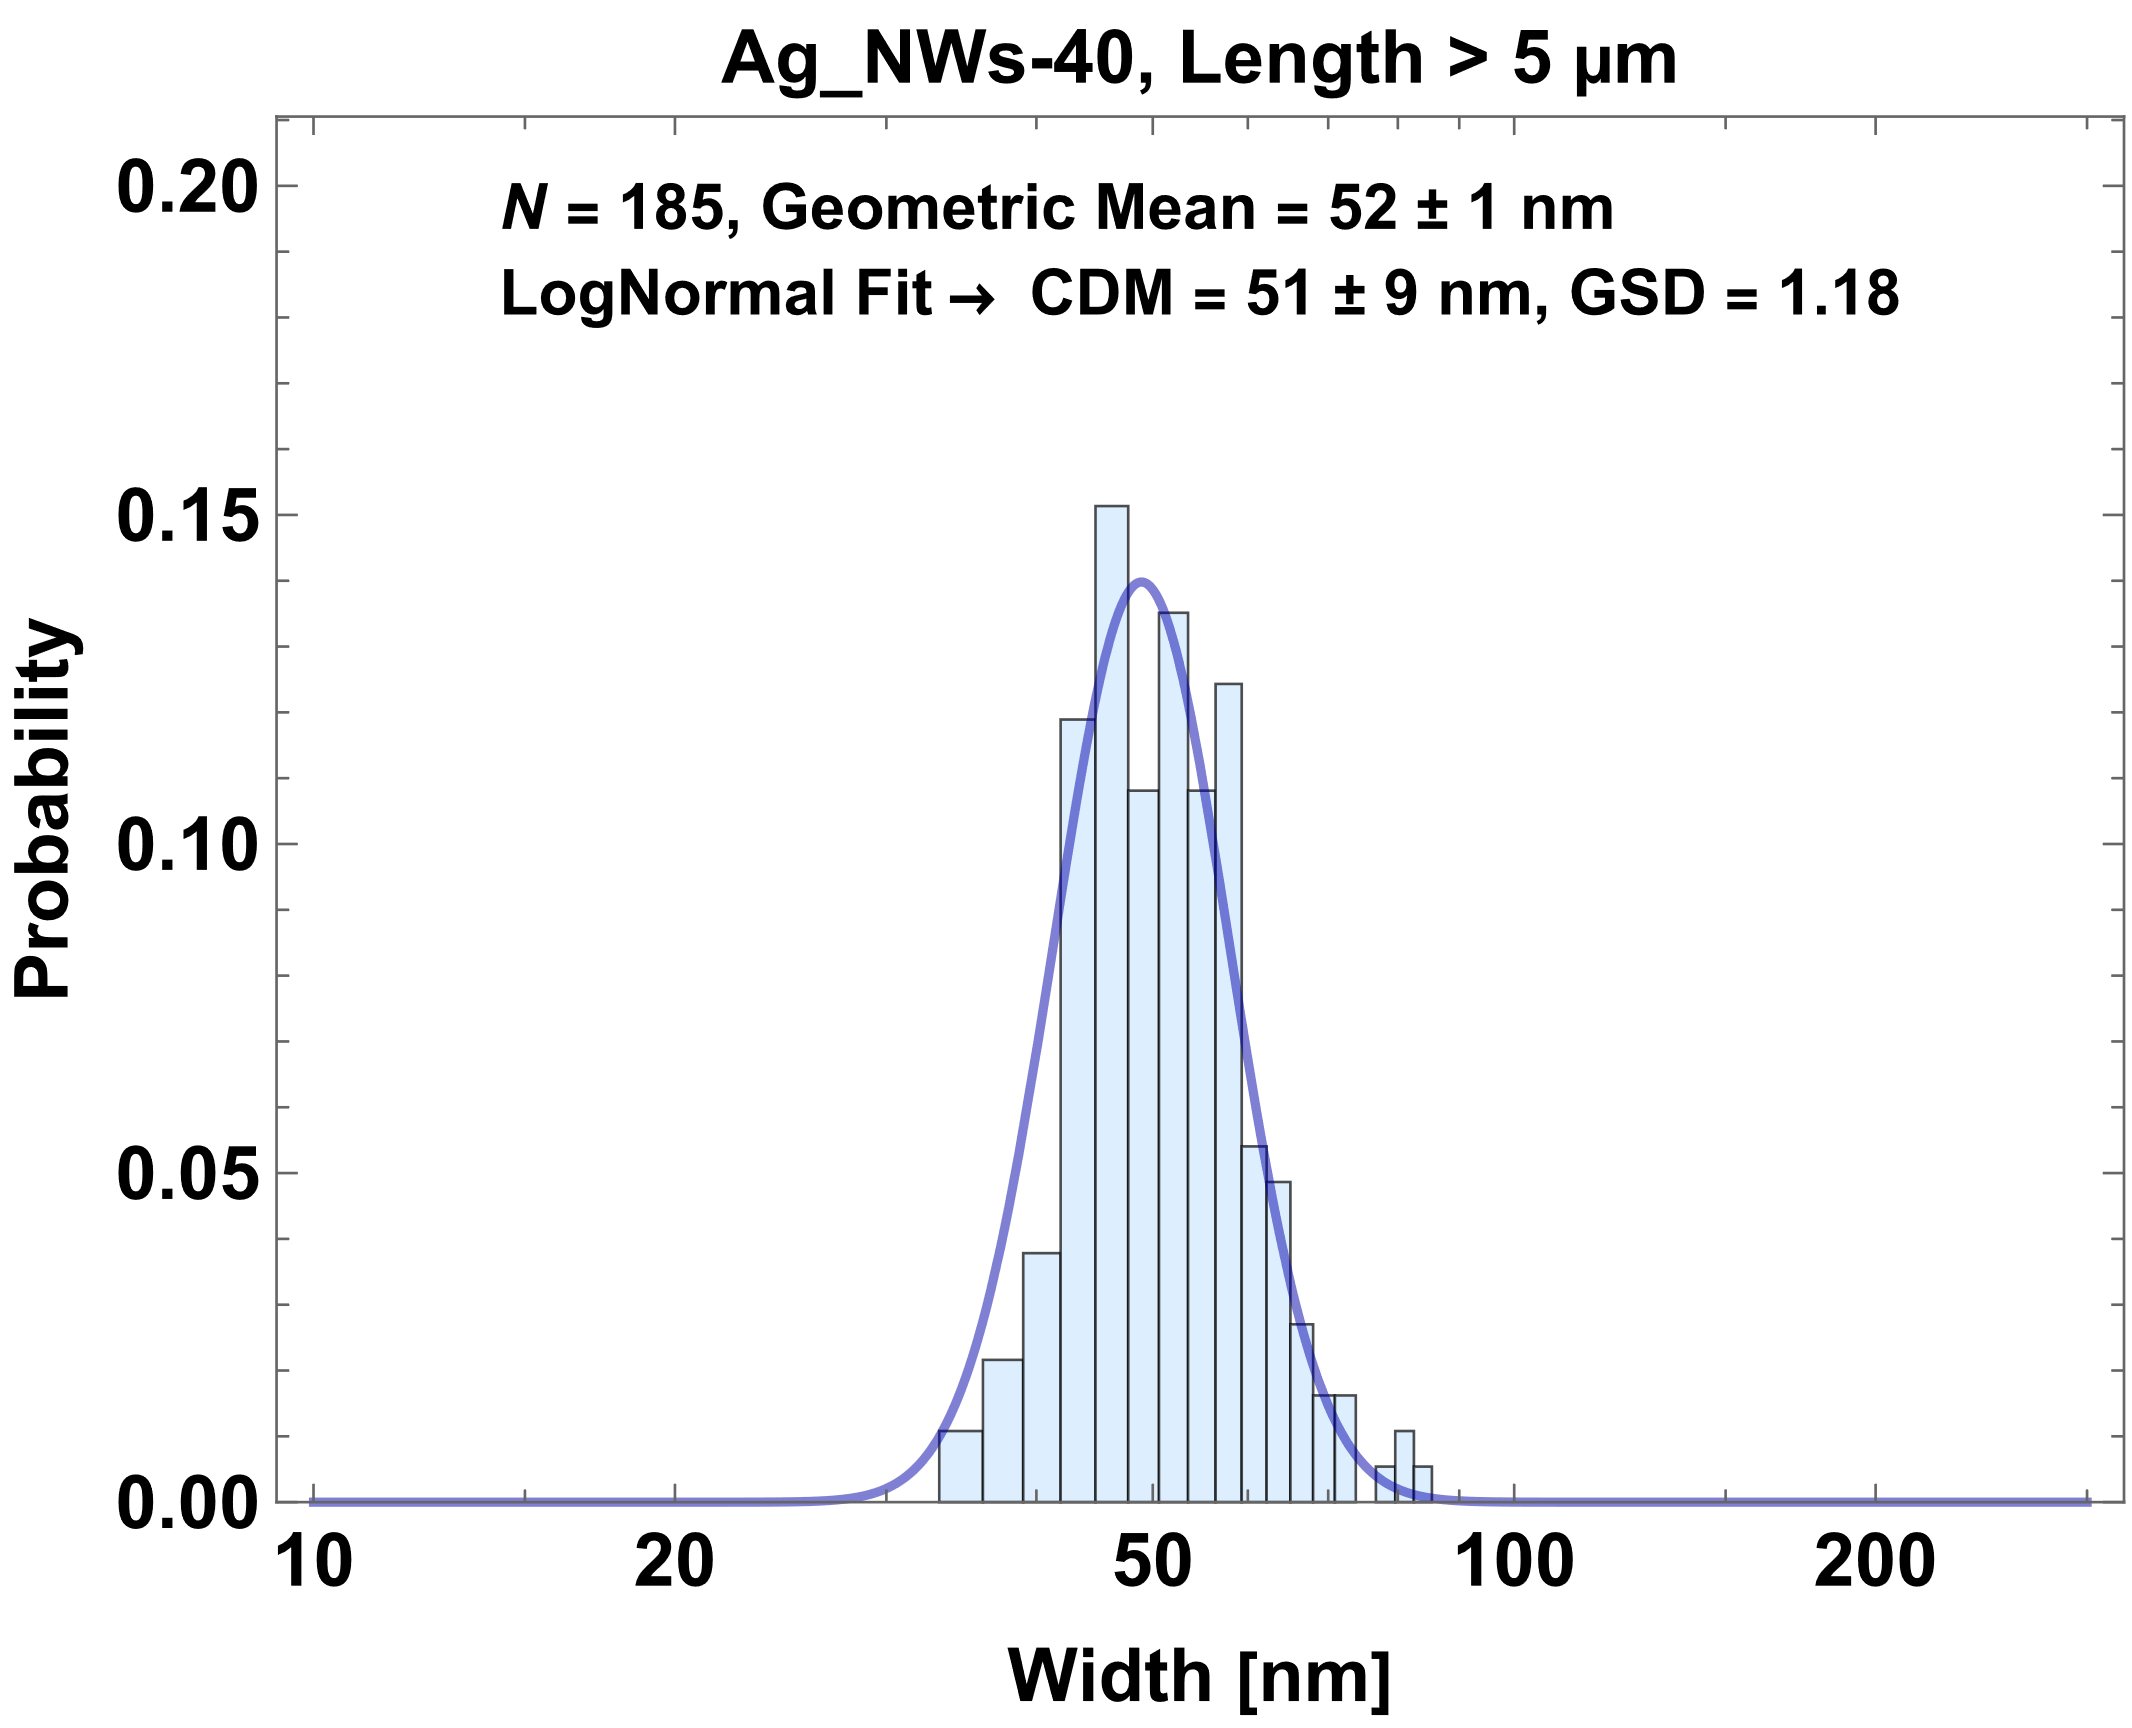 Ag_NWs-40, Length > 5 µm
N = 185, Geometric Mean = 52 ± 1 nm
LogNormal Fit → CDM = 51 ± 9 nm, GSD = 1.18
Probability
0.20
0.15
0.10
0.05
0.00
10 20 50 100 200
Width [nm]